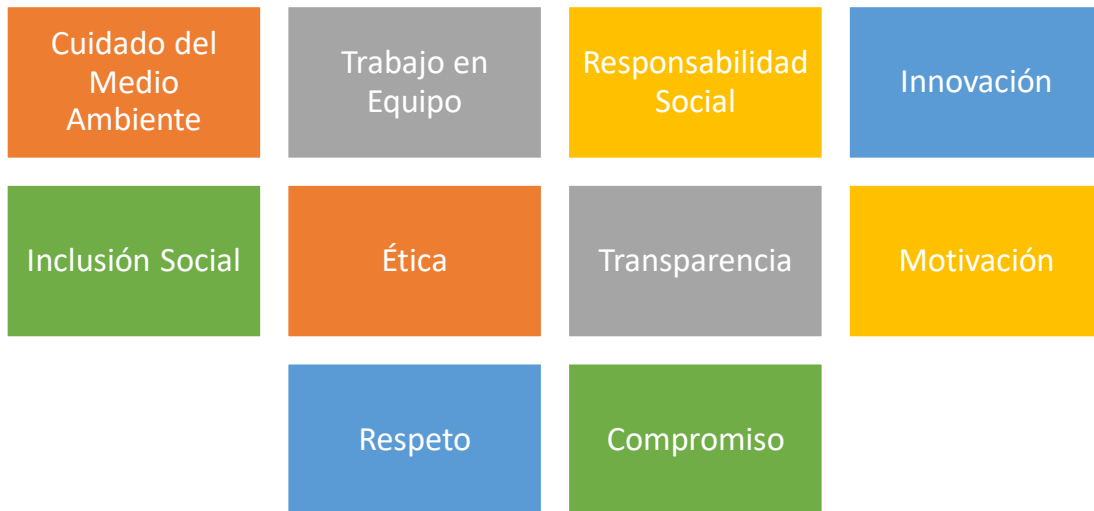 Cuidado del
Medio
Ambiente
Trabajo en
Equipo
Responsabilidad
Social
Innovación
Inclusión Social
Ética
Transparencia
Motivación
Respeto
Compromiso